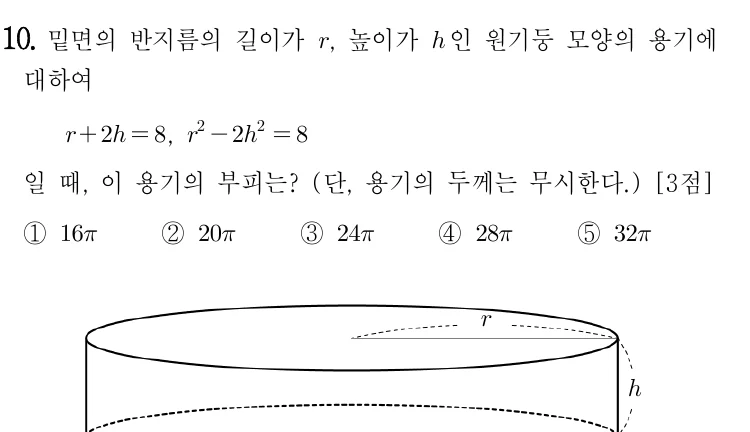 10. 밑면의 반지름의 길이가 r, 높이가 h인 원기둥 모양의 용기에
대하여
r+2h=8, r²-2h²=8
일 때, 이 용기의 부피는? (단, 용기의 두께는 무시한다.) [3점]
① 16π ② 20π ③ 24π ④ 28π ⑤ 32π
r
h